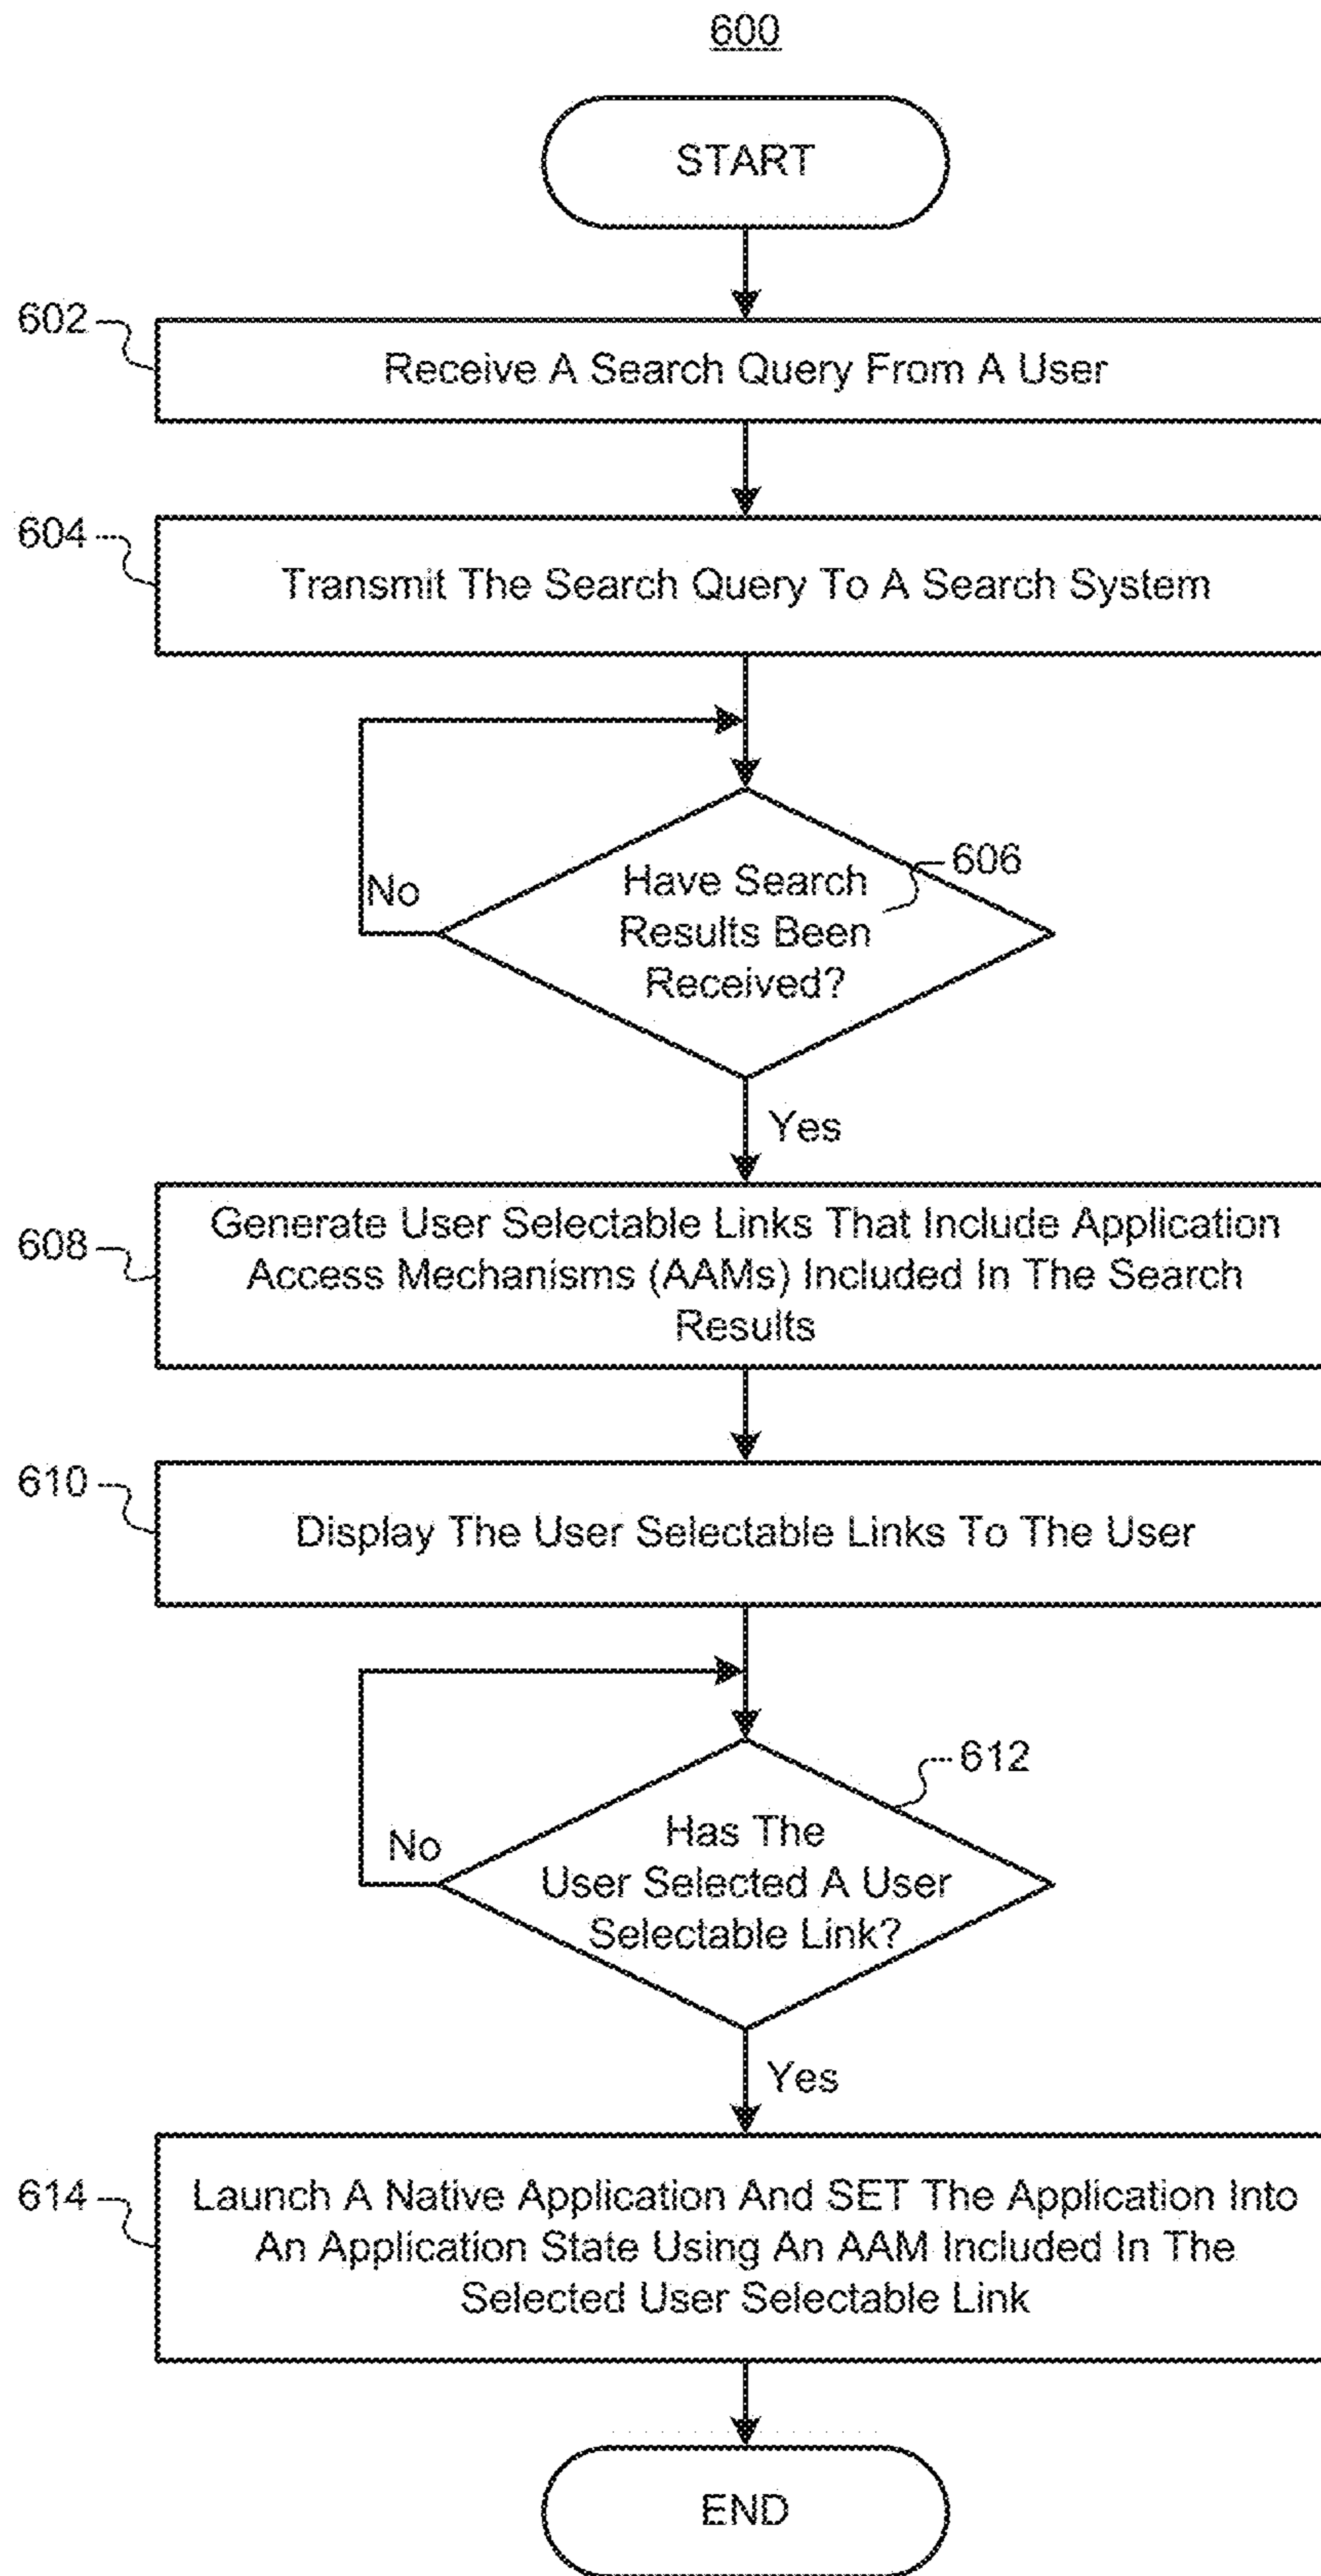 600
START
602
Receive A Search Query From A User
604
Transmit The Search Query To A Search System
606
Have Search
Results Been
Received?
No
Yes
608
Generate User Selectable Links That Include Application
Access Mechanisms (AAMs) Included In The Search
Results
610
Display The User Selectable Links To The User
612
Has The
User Selected A User
Selectable Link?
No
Yes
614
Launch A Native Application And SET The Application Into
An Application State Using An AAM Included In The
Selected User Selectable Link
END